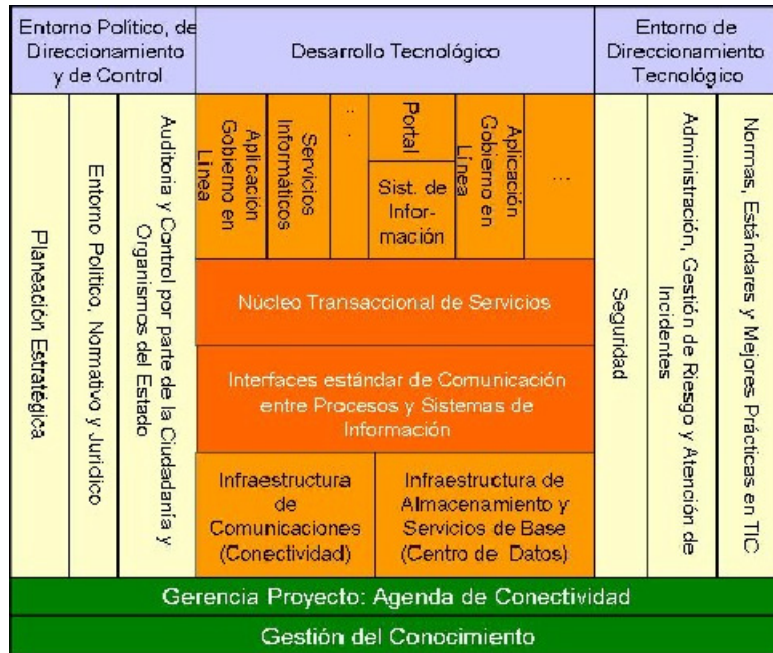 Entorno Político, de
Direccionamiento
y de Control
Desarrollo Tecnológico
Entorno de
Direccionamiento
Tecnológico
Planeación Estratégica
Entorno Político, Normativo y Jurídico
Auditoria y Control por parte de la Ciudadanía y
Organismos del Estado
Aplicación
Gobierno en
Línea
Servicios
Informáticos
. .
Portal
Sist. de
Infor-
mación
Aplicación
Gobierno en
Línea
...
Núcleo Transaccional de Servicios
Interfaces estándar de Comunicación
entre Procesos y Sistemas de
Información
Infraestructura
de
Comunicaciones
(Conectividad)
Infraestructura de
Almacenamiento y
Servicios de Base
(Centro de Datos)
Seguridad
Administración, Gestión de Riesgo y Atención de
Incidentes
Normas, Estándares y Mejores Prácticas en TIC
Gerencia Proyecto: Agenda de Conectividad
Gestión del Conocimiento